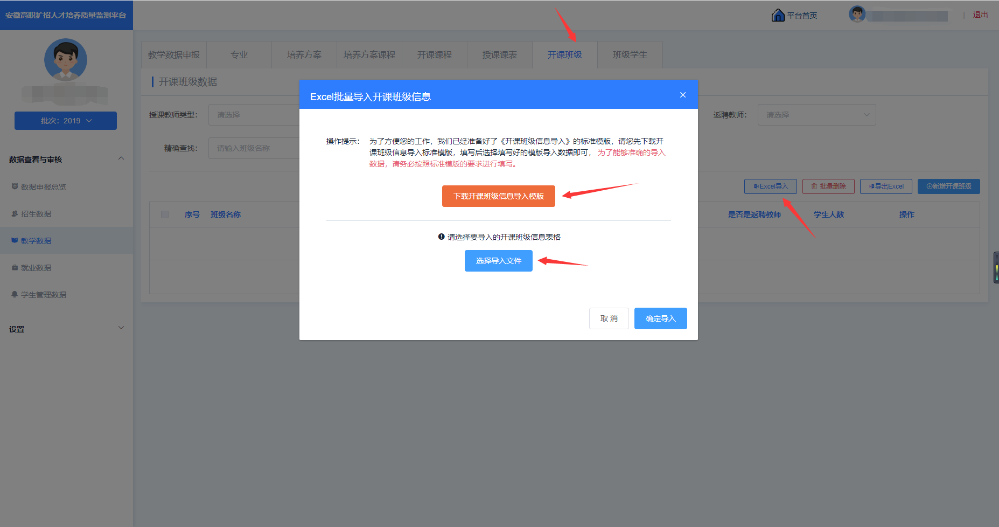 安徽高职扩招人才培养质量监测平台
平台首页
退出
批次：2019
数据查看与审核
数据申报总览
招生数据
教学数据
就业数据
学生管理数据
设置
教学数据申报
专业
培养方案
培养方案课程
开课课程
授课课表
开课班级
班级学生
开课班级数据
授课教师类型：
请选择
返聘教师：
请选择
精确查找：
请输入班级名称
Excel导入
批量删除
导出Excel
新增开课班级
序号
班级名称
是否是返聘教师
学生人数
操作
Excel批量导入开课班级信息
操作提示：
为了方便您的工作，我们已经准备好了《开课班级信息导入》的标准模版，请您先下载开
课班级信息导入标准模版，填写后选择填写好的模版导入数据即可， 为了能够准确的导入
数据，请务必按照标准模版的要求进行填写。
下载开课班级信息导入模版
请选择要导入的开课班级信息表格
选择导入文件
取 消
确定导入